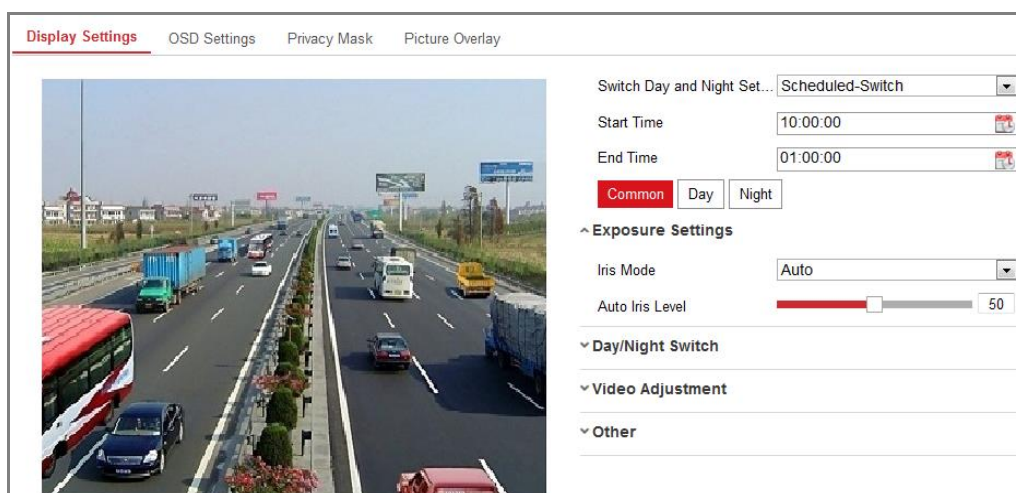 Display Settings OSD Settings Privacy Mask Picture Overlay
Switch Day and Night Set... Scheduled-Switch
Start Time 10:00:00
End Time 01:00:00
Common Day Night
Exposure Settings
Iris Mode Auto
Auto Iris Level 50
Day/Night Switch
Video Adjustment
Other